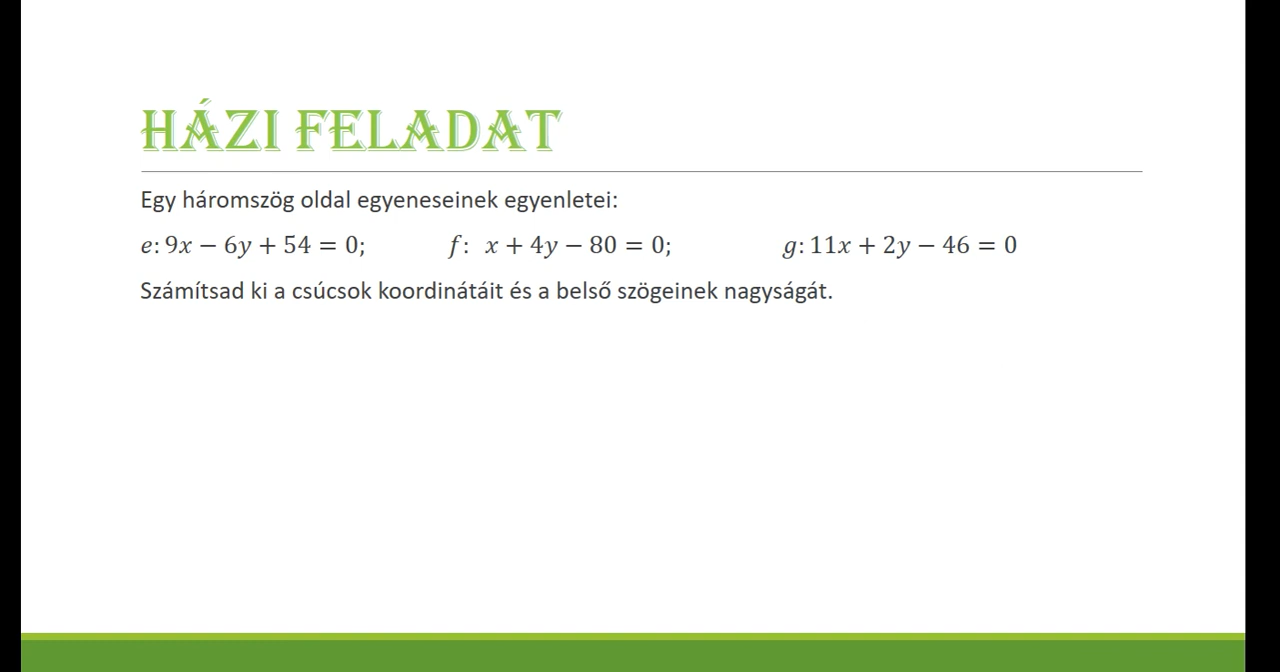 HÁZI FELADAT
Egy háromszög oldal egyeneseinek egyenletei:
e: 9x − 6y + 54 = 0; f: x + 4y − 80 = 0; g: 11x + 2y − 46 = 0
Számítsad ki a csúcsok koordinátáit és a belső szögeinek nagyságát.